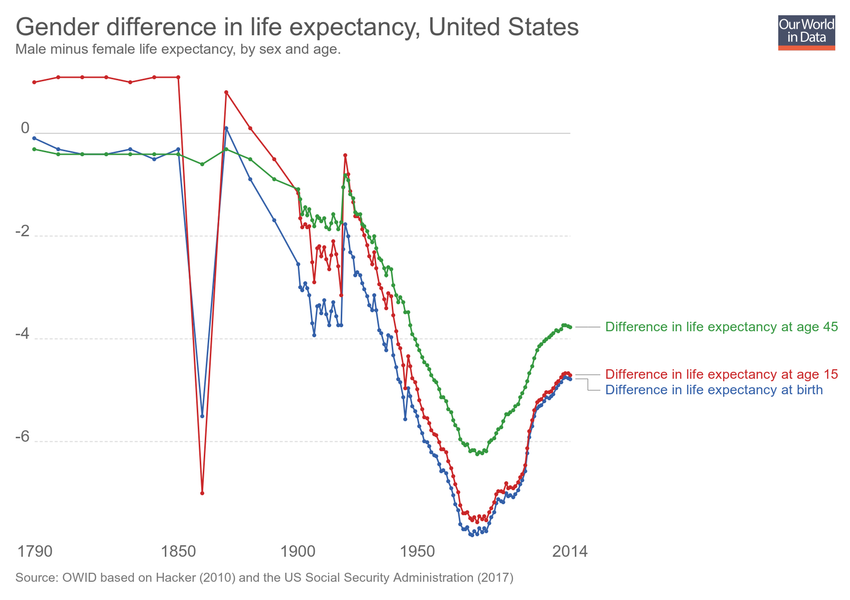 Gender difference in life expectancy, United States
Male minus female life expectancy, by sex and age.
Our World
in Data
0
-2
-4
-6
Difference in life expectancy at age 45
Difference in life expectancy at age 15
Difference in life expectancy at birth
1790 1850 1900 1950 2014
Source: OWID based on Hacker (2010) and the US Social Security Administration (2017)